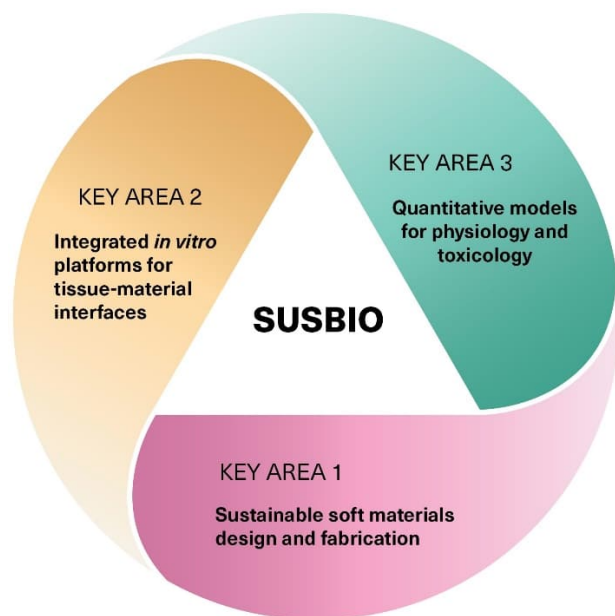 KEY AREA 3
Quantitative models
for physiology and
toxicology
KEY AREA 2
Integrated in vitro
platforms for
tissue-material
interfaces
SUSBIO
KEY AREA 1
Sustainable soft materials
design and fabrication